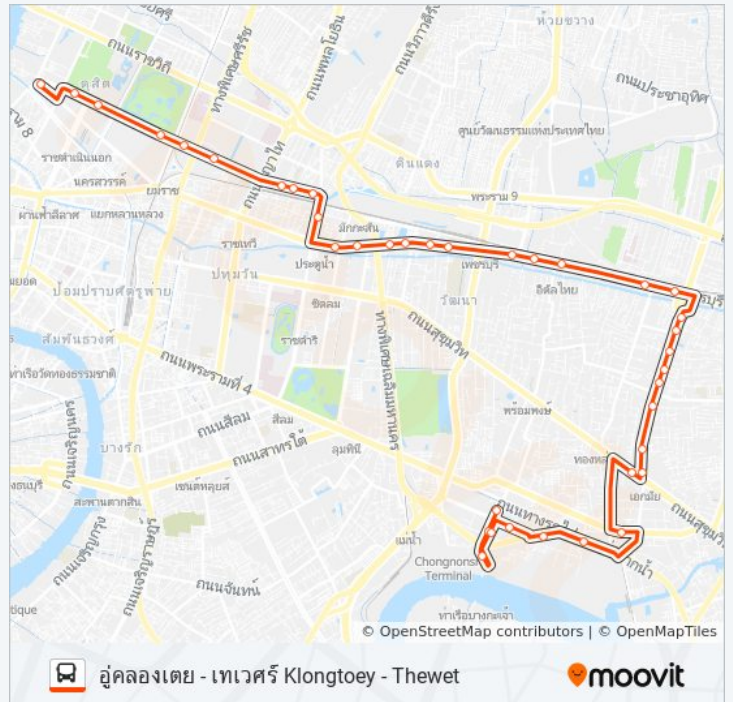 ห้วยขวาง
ถนนราชวิถี
ทางพิเศษศรีรัช
ถนนพหลโยธิน
ถนนวิภาวดีรังสิต
ถนนประชาอุทิศ
ดุสิต
ราม 8
ศูนย์วัฒนธรรมแห่งประเทศไทย
ราชดำเนินนอก
ดินแดง
นครสวรรค์
ยมราช
พระราม 9
ผ่านฟ้าลีลาศ
แยกหลานหลวง
มักกะสัน
ราชเทวี
ประตูน้ำ
เพชรบุรี
ปทุมวัน
อิตัลไทย
ป้อมปราบศัตรูพ่าย
ชิดลม
วัฒนา
สัมพันธวงศ์
ราชดำริ
ถนนสุขุมวิท
ท่าเรือวัดทองธรรมชาติ
ถนนพระรามที่ 4
ทางพิเศษเฉลิมมหานคร
ถนนเจริญนคร
พร้อมพงษ์
สีลม
ถนนสีลม
บางรัก
ลุมพินี
ทองหล่
ถนนสาทรใต้
เซนต์หลุยส์
เอกมัย
สะพานตากสิน
ถนนสุขุมวิ
ถนนเจริญกรุง
ถนนเจริญราษฎร์
แม่น้ำ
Chongnonsi
Terminal
ถนนจันทน์
ท่าเรือบางกะเจ้า
tique
© OpenStreetMap contributors | © OpenMapTiles
อู่คลองเตย - เทเวศร์ Klongtoey - Thewet
moovit